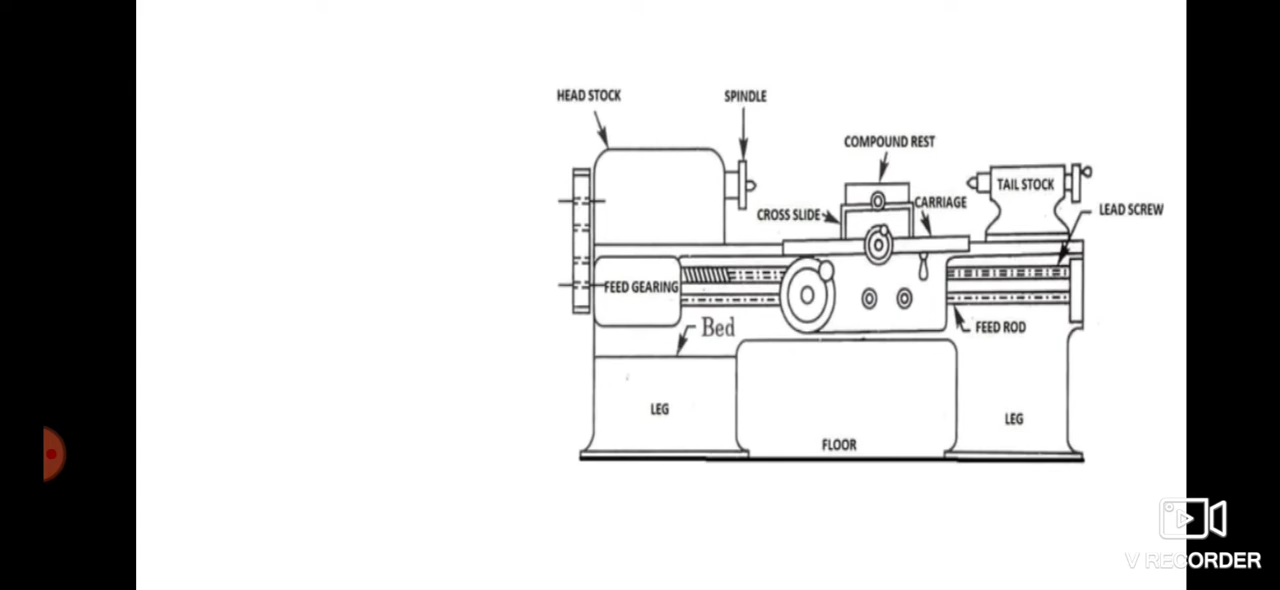 HEAD STOCK
SPINDLE
COMPOUND REST
TAIL STOCK
CROSS SLIDE
CARRIAGE
LEAD SCREW
FEED GEARING
Bed
FEED ROD
LEG
LEG
FLOOR
V RECORDER